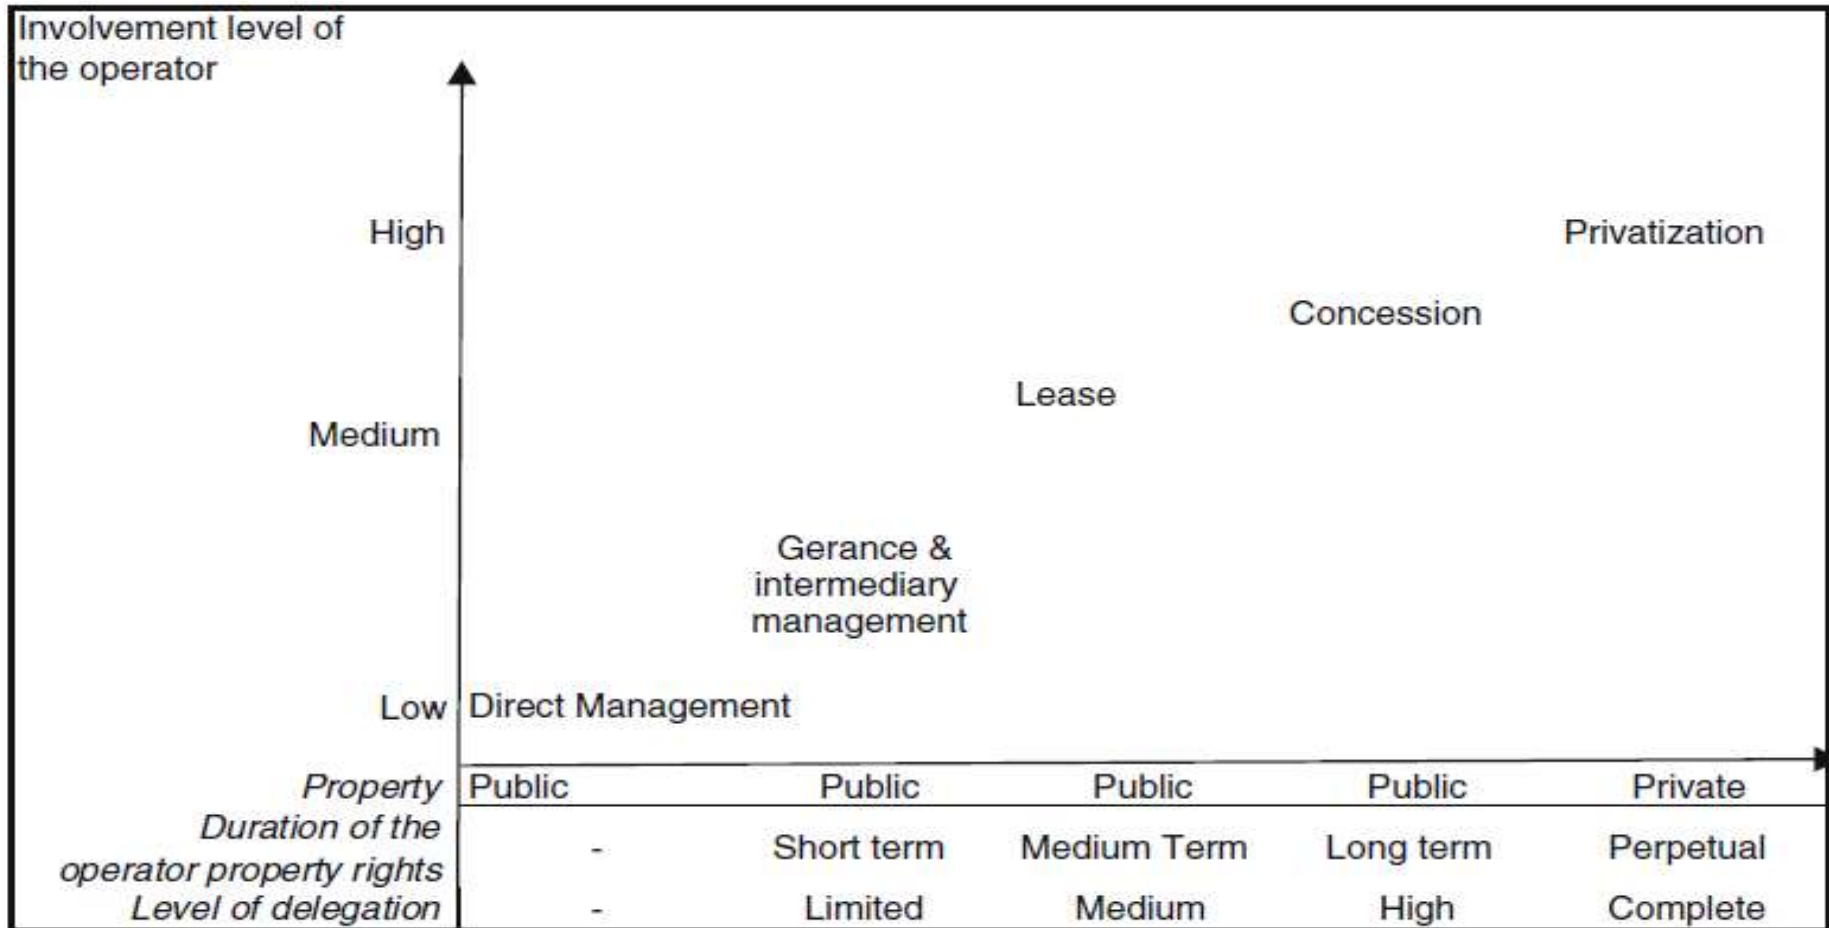 Involvement level of
the operator
High
Privatization
Concession
Lease
Medium
Gerance &
intermediary
management
Low Direct Management
Property Public Public Public Public Private
Duration of the
operator property rights - Short term Medium Term Long term Perpetual
Level of delegation - Limited Medium High Complete